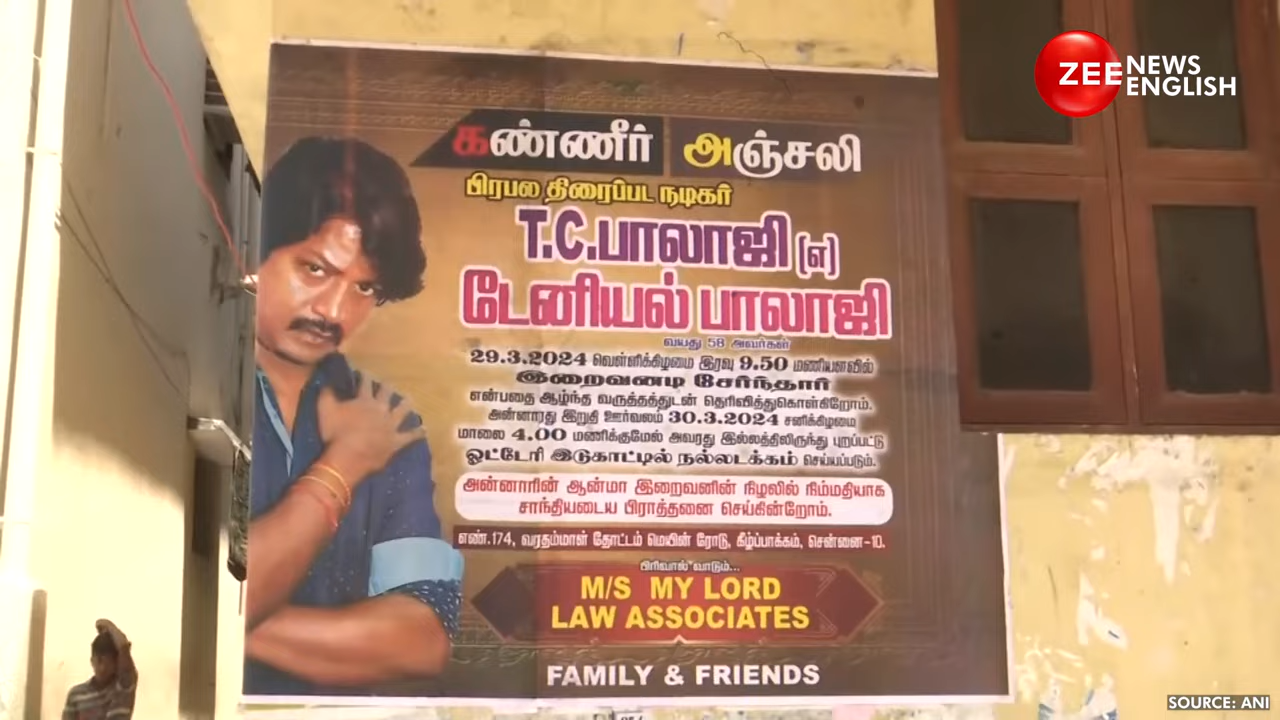 ZEE NEWS
ENGLISH
கண்ணீர் அஞ்சலி
பிரபல திரைப்பட நடிகர்
T.C.பாலாஜி (எ)
டேனியல் பாலாஜி
வயது 58 அவர்கள்
29.3.2024 வெள்ளிக்கிழமை இரவு 9.50 மணியளவில்
இறைவனடி சேர்ந்தார்
என்பதை ஆழ்ந்த வருத்தத்துடன் தெரிவித்துகொள்கிறோம்.
அன்னாரது இறுதி ஊர்வலம் 30.3.2024 சனிக்கிழமை
மாலை 4.00 மணிக்குமேல் அவரது இல்லத்திலிருந்து புறப்பட்டு
ஓட்டேரி இடுகாட்டில் நல்லடக்கம் செய்யப்படும்.
அன்னாரின் ஆன்மா இறைவனின் நிழலில் நிம்மதியாக
சாந்தியடைய பிராத்தனை செய்கின்றோம்.
எண்.174, வரதம்மாள் தோட்டம் மெயின் ரோடு, கீழ்ப்பாக்கம், சென்னை-10.
பிரிவால் வாடும்...
M/S MY LORD
LAW ASSOCIATES
FAMILY & FRIENDS
SOURCE: ANI